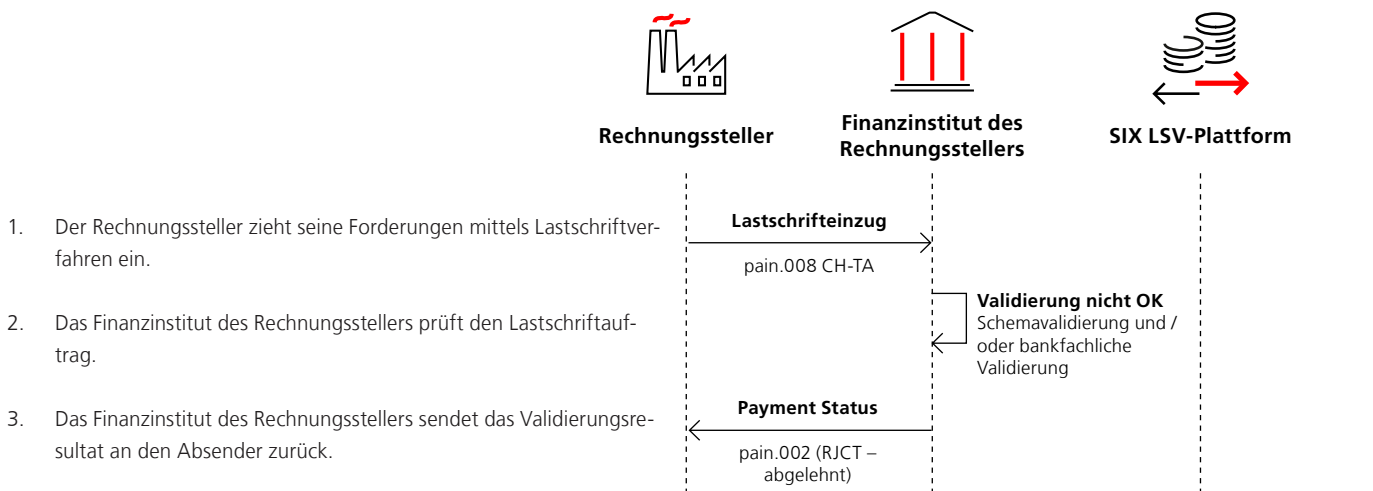 Rechnungssteller
Finanzinstitut des
Rechnungsstellers
SIX LSV-Plattform
1. Der Rechnungssteller zieht seine Forderungen mittels Lastschriftver-
fahren ein.
Lastschrifteinzug
pain.008 CH-TA
2. Das Finanzinstitut des Rechnungsstellers prüft den Lastschriftauf-
trag.
Validierung nicht OK
Schemavalidierung und /
oder bankfachliche
Validierung
3. Das Finanzinstitut des Rechnungsstellers sendet das Validierungsre-
sultat an den Absender zurück.
Payment Status
pain.002 (RJCT –
abgelehnt)